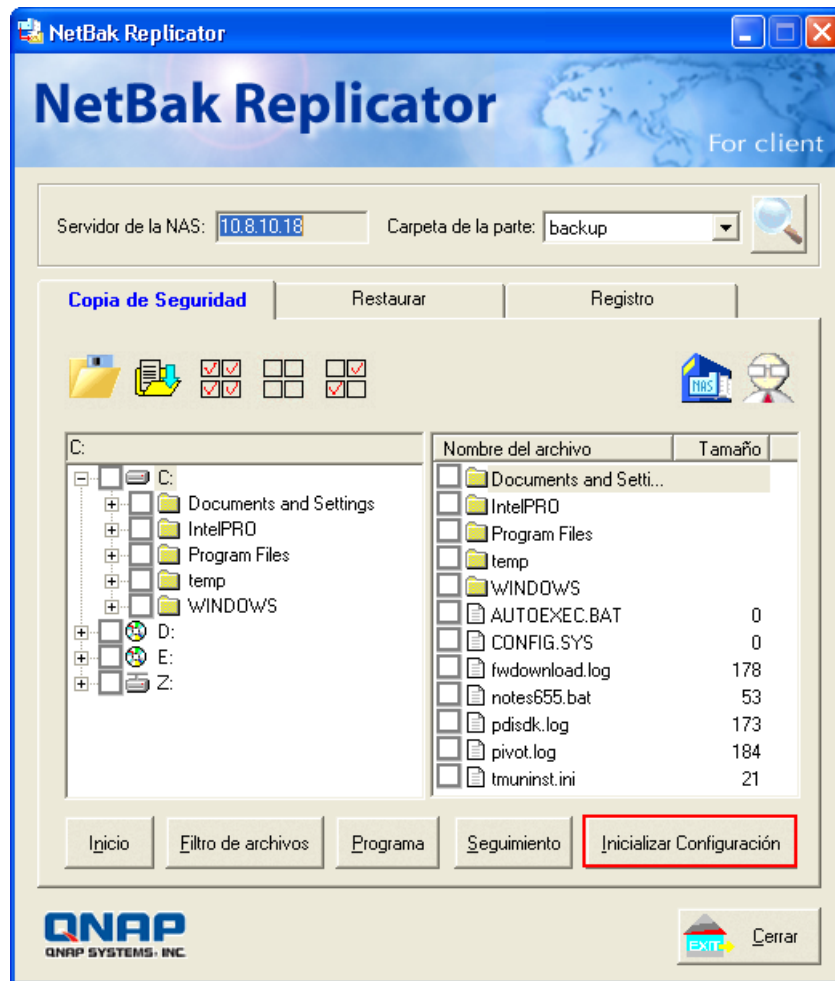 NetBak Replicator
NetBak Replicator
For client
Servidor de la NAS: 10.8.10.18 Carpeta de la parte: backup
Copia de Seguridad Restaurar Registro
NAS
C:
C:
Documents and Settings
IntelPRO
Program Files
temp
WINDOWS
D:
E:
Z:
Nombre del archivo Tamaño
Documents and Setti...
IntelPRO
Program Files
temp
WINDOWS
AUTOEXEC.BAT 0
CONFIG.SYS 0
fwdownload.log 178
notes655.bat 53
pdisdk.log 173
pivot.log 184
tmuninst.ini 21
Inicio Filtro de archivos Programa Seguimiento Inicializar Configuración
QNAP
QNAP SYSTEMS, INC.
EXIT Cerrar